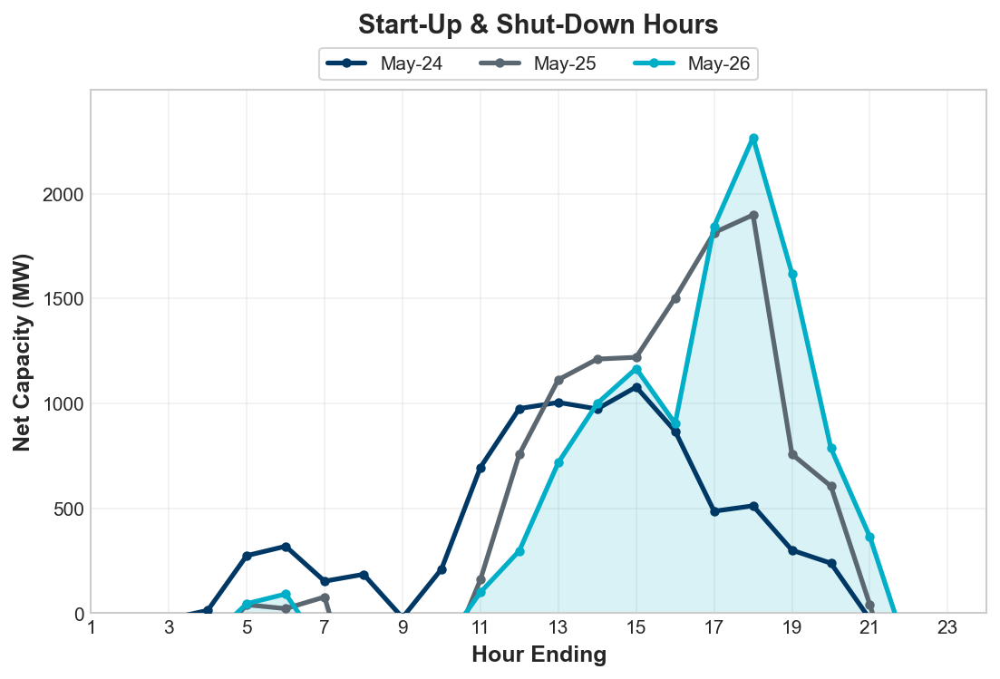 Start-Up & Shut-Down Hours
May-24 May-25 May-26
Net Capacity (MW)
2000
1500
1000
500
0
1 3 5 7 9 11 13 15 17 19 21 23
Hour Ending